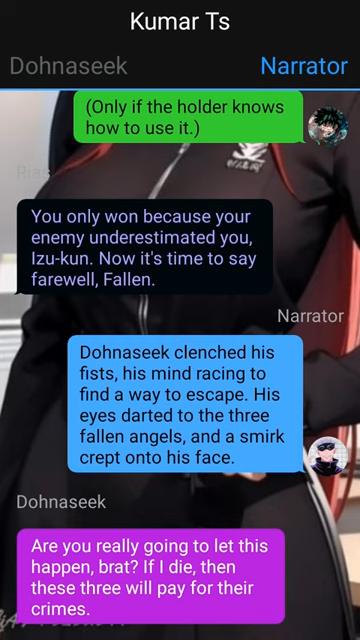 Kumar Ts
Dohnaseek
Narrator
(Only if the holder knows
how to use it.)
Rias
You only won because your
enemy underestimated you,
Izu-kun. Now it's time to say
farewell, Fallen.
Narrator
Dohnaseek clenched his
fists, his mind racing to
find a way to escape. His
eyes darted to the three
fallen angels, and a smirk
crept onto his face.
Dohnaseek
Are you really going to let this
happen, brat? If I die, then
these three will pay for their
crimes.